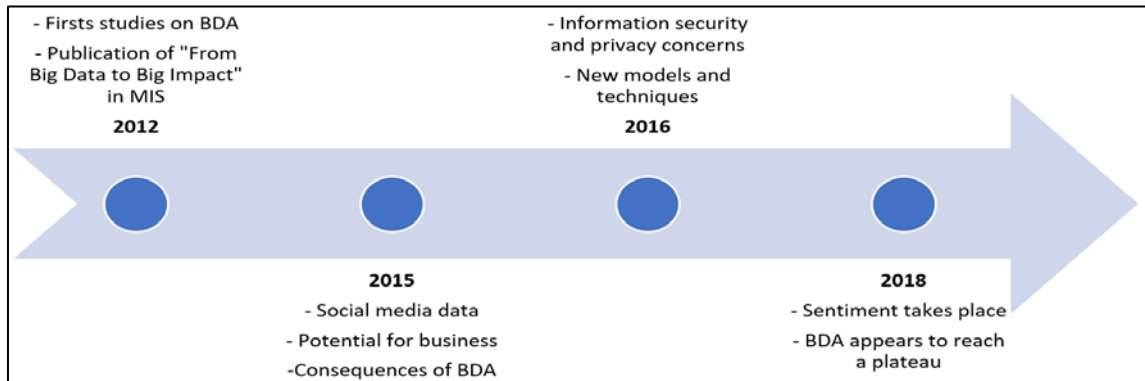 - Firsts studies on BDA
- Publication of "From
Big Data to Big Impact"
in MIS
2012
2015
- Social media data
- Potential for business
-Consequences of BDA
- Information security
and privacy concerns
- New models and
techniques
2016
2018
- Sentiment takes place
- BDA appears to reach
a plateau